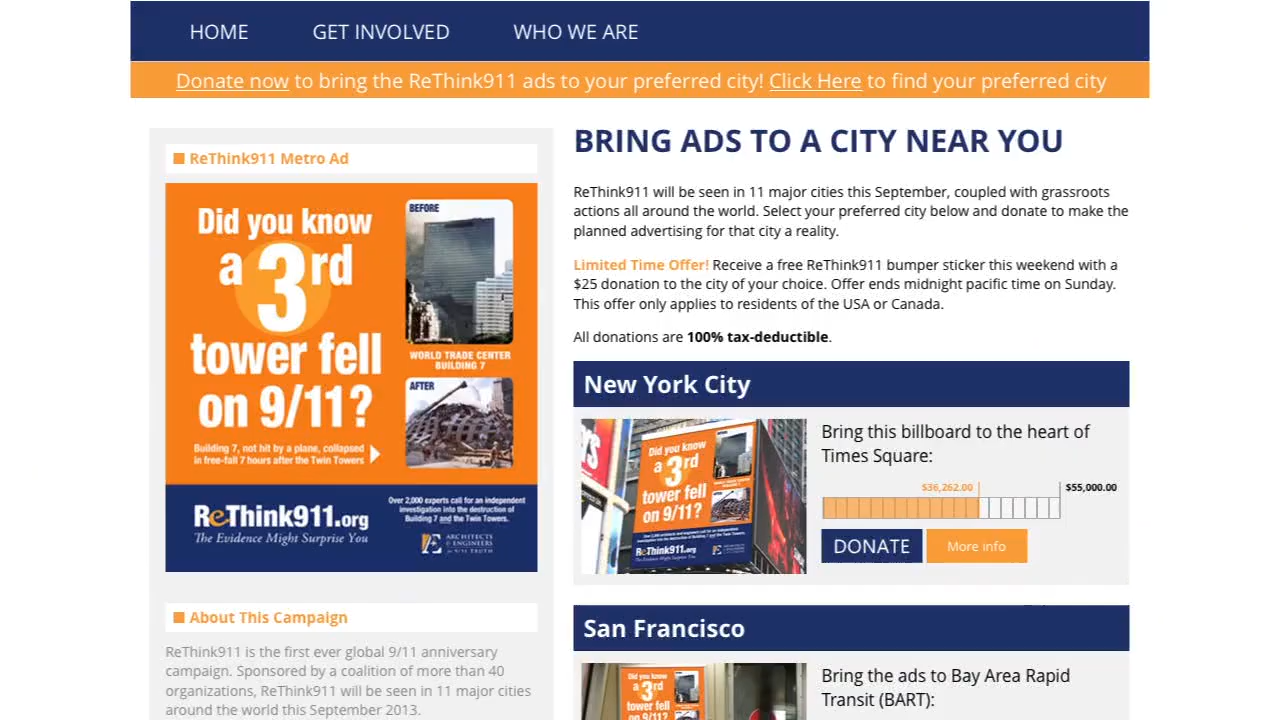 HOME GET INVOLVED WHO WE ARE
Donate now to bring the ReThink911 ads to your preferred city! Click Here to find your preferred city
ReThink911 Metro Ad
Did you know
a 3rd
tower fell
on 9/11?
Building 7, not hit by a plane, collapsed
in free-fall 7 hours after the Twin Towers
BEFORE
WORLD TRADE CENTER
BUILDING 7
AFTER
ReThink911.org
The Evidence Might Surprise You
Over 2,000 experts call for an independent
investigation into the destruction of
Building 7 and the Twin Towers.
ARCHITECTS
& ENGINEERS
for 9/11 TRUTH
About This Campaign
ReThink911 is the first ever global 9/11 anniversary
campaign. Sponsored by a coalition of more than 40
organizations, ReThink911 will be seen in 11 major cities
around the world this September 2013.
BRING ADS TO A CITY NEAR YOU
ReThink911 will be seen in 11 major cities this September, coupled with grassroots
actions all around the world. Select your preferred city below and donate to make the
planned advertising for that city a reality.
Limited Time Offer! Receive a free ReThink911 bumper sticker this weekend with a
$25 donation to the city of your choice. Offer ends midnight pacific time on Sunday.
This offer only applies to residents of the USA or Canada.
All donations are 100% tax-deductible.
New York City
Did you know
a 3rd
tower fell
on 9/11?
ReThink911.org
Bring this billboard to the heart of
Times Square:
$36,262.00 $55,000.00
DONATE More info
San Francisco
Did you know
a 3rd
tower fell
on 9/11?
Bring the ads to Bay Area Rapid
Transit (BART):